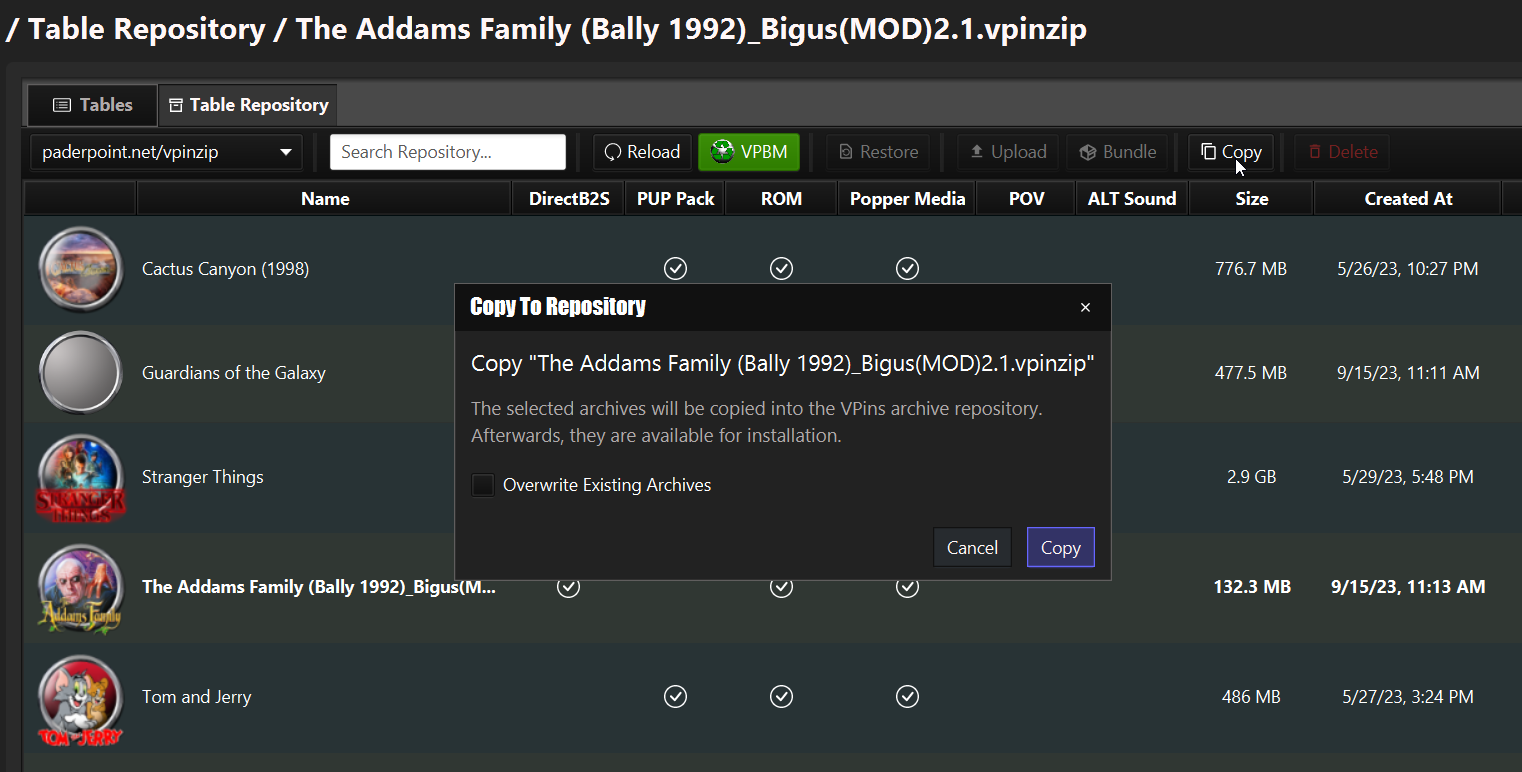 / Table Repository / The Addams Family (Bally 1992)_Bigus(MOD)2.1.vpinzip
Tables Table Repository
paderpoint.net/vpinzip Search Repository... Reload VPBM Restore Upload Bundle Copy Delete
Name DirectB2S PUP Pack ROM Popper Media POV ALT Sound Size Created At
Cactus Canyon (1998) 776.7 MB 5/26/23, 10:27 PM
Copy To Repository ×
Copy "The Addams Family (Bally 1992)_Bigus(MOD)2.1.vpinzip"
Guardians of the Galaxy 477.5 MB 9/15/23, 11:11 AM
The selected archives will be copied into the VPins archive repository.
Afterwards, they are available for installation.
Stranger Things 2.9 GB 5/29/23, 5:48 PM
STRANGER
THINGS
Overwrite Existing Archives
Cancel Copy
The Addams Family (Bally 1992)_Bigus(M... 132.3 MB 9/15/23, 11:13 AM
Addams Family
Tom and Jerry 486 MB 5/27/23, 3:24 PM
TOM and JERRY